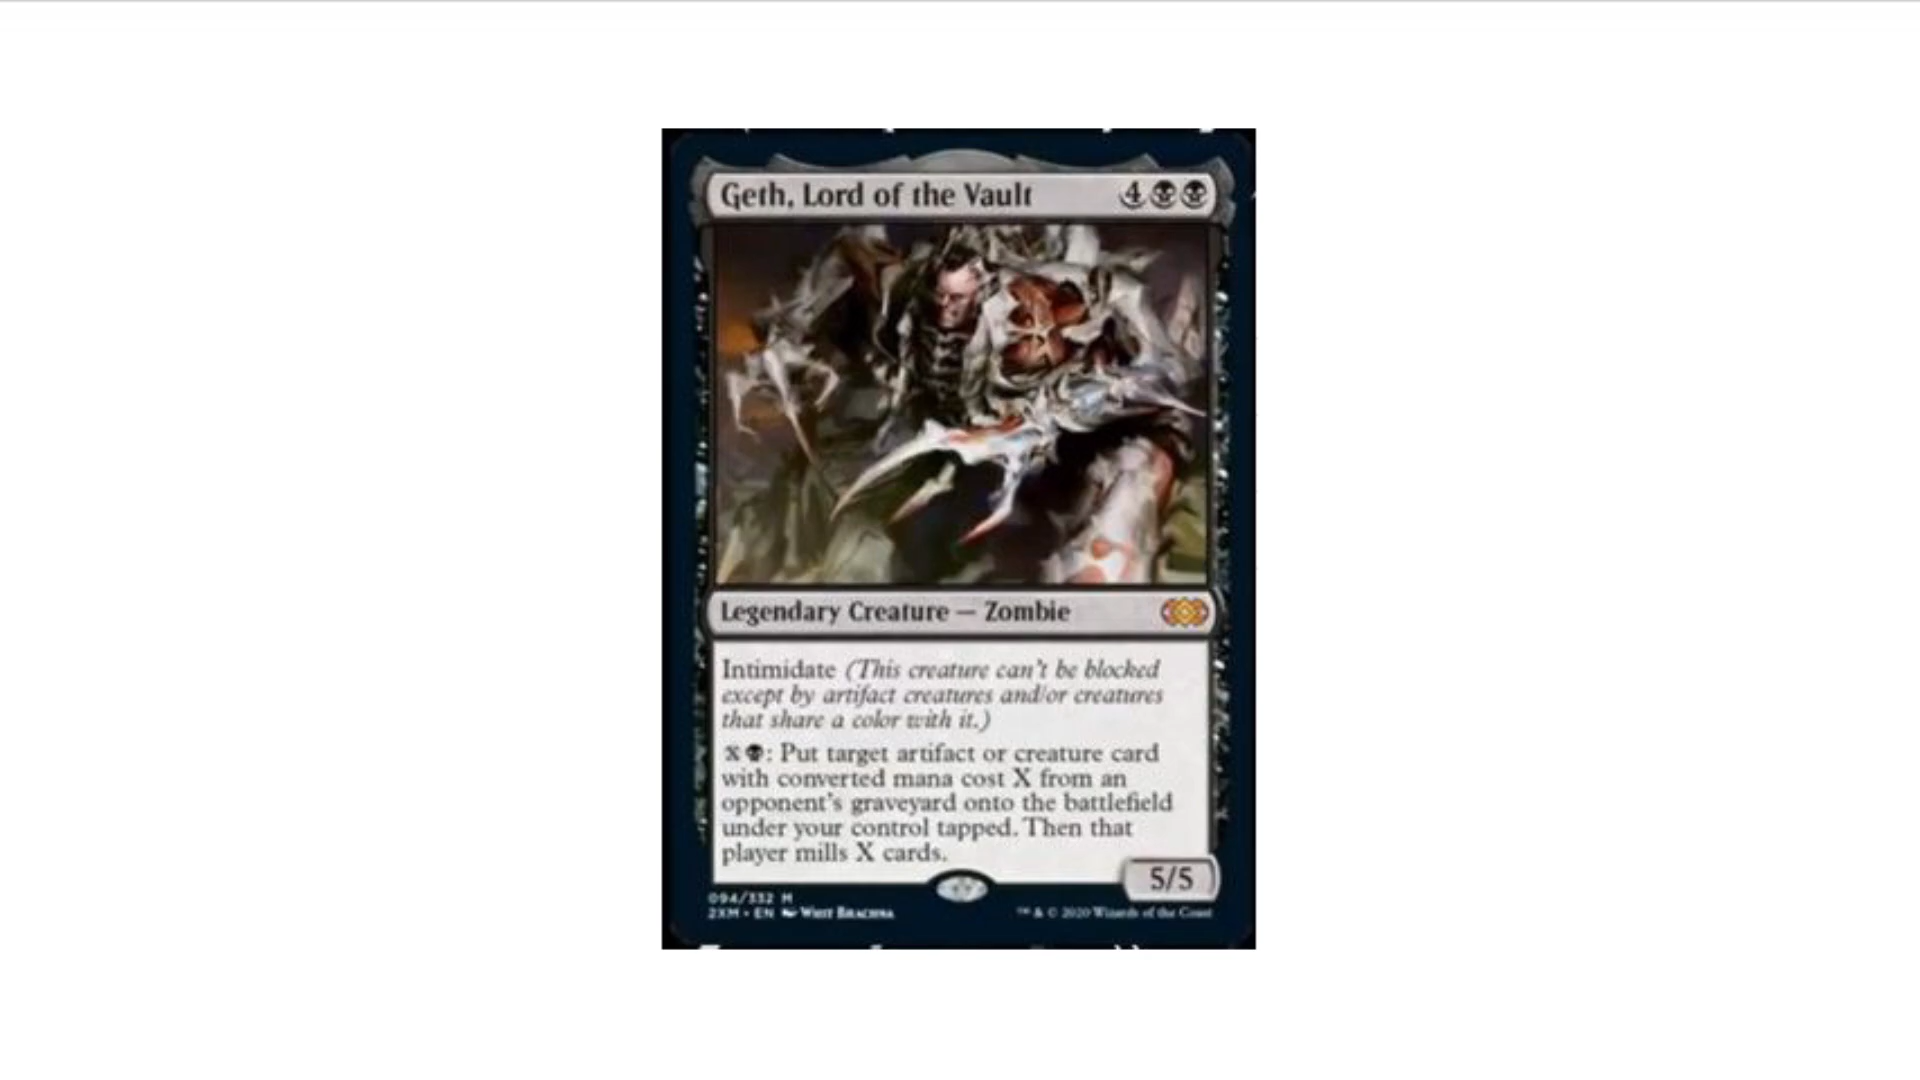 Geth, Lord of the Vault 4
Legendary Creature — Zombie
Intimidate (This creature can't be blocked
except by artifact creatures and/or creatures
that share a color with it.)
X: Put target artifact or creature card
with converted mana cost X from an
opponent's graveyard onto the battlefield
under your control tapped. Then that
player mills X cards.
5/5
094/332 M
2XM • EN Whit Brachna
™ & © 2020 Wizards of the Coast